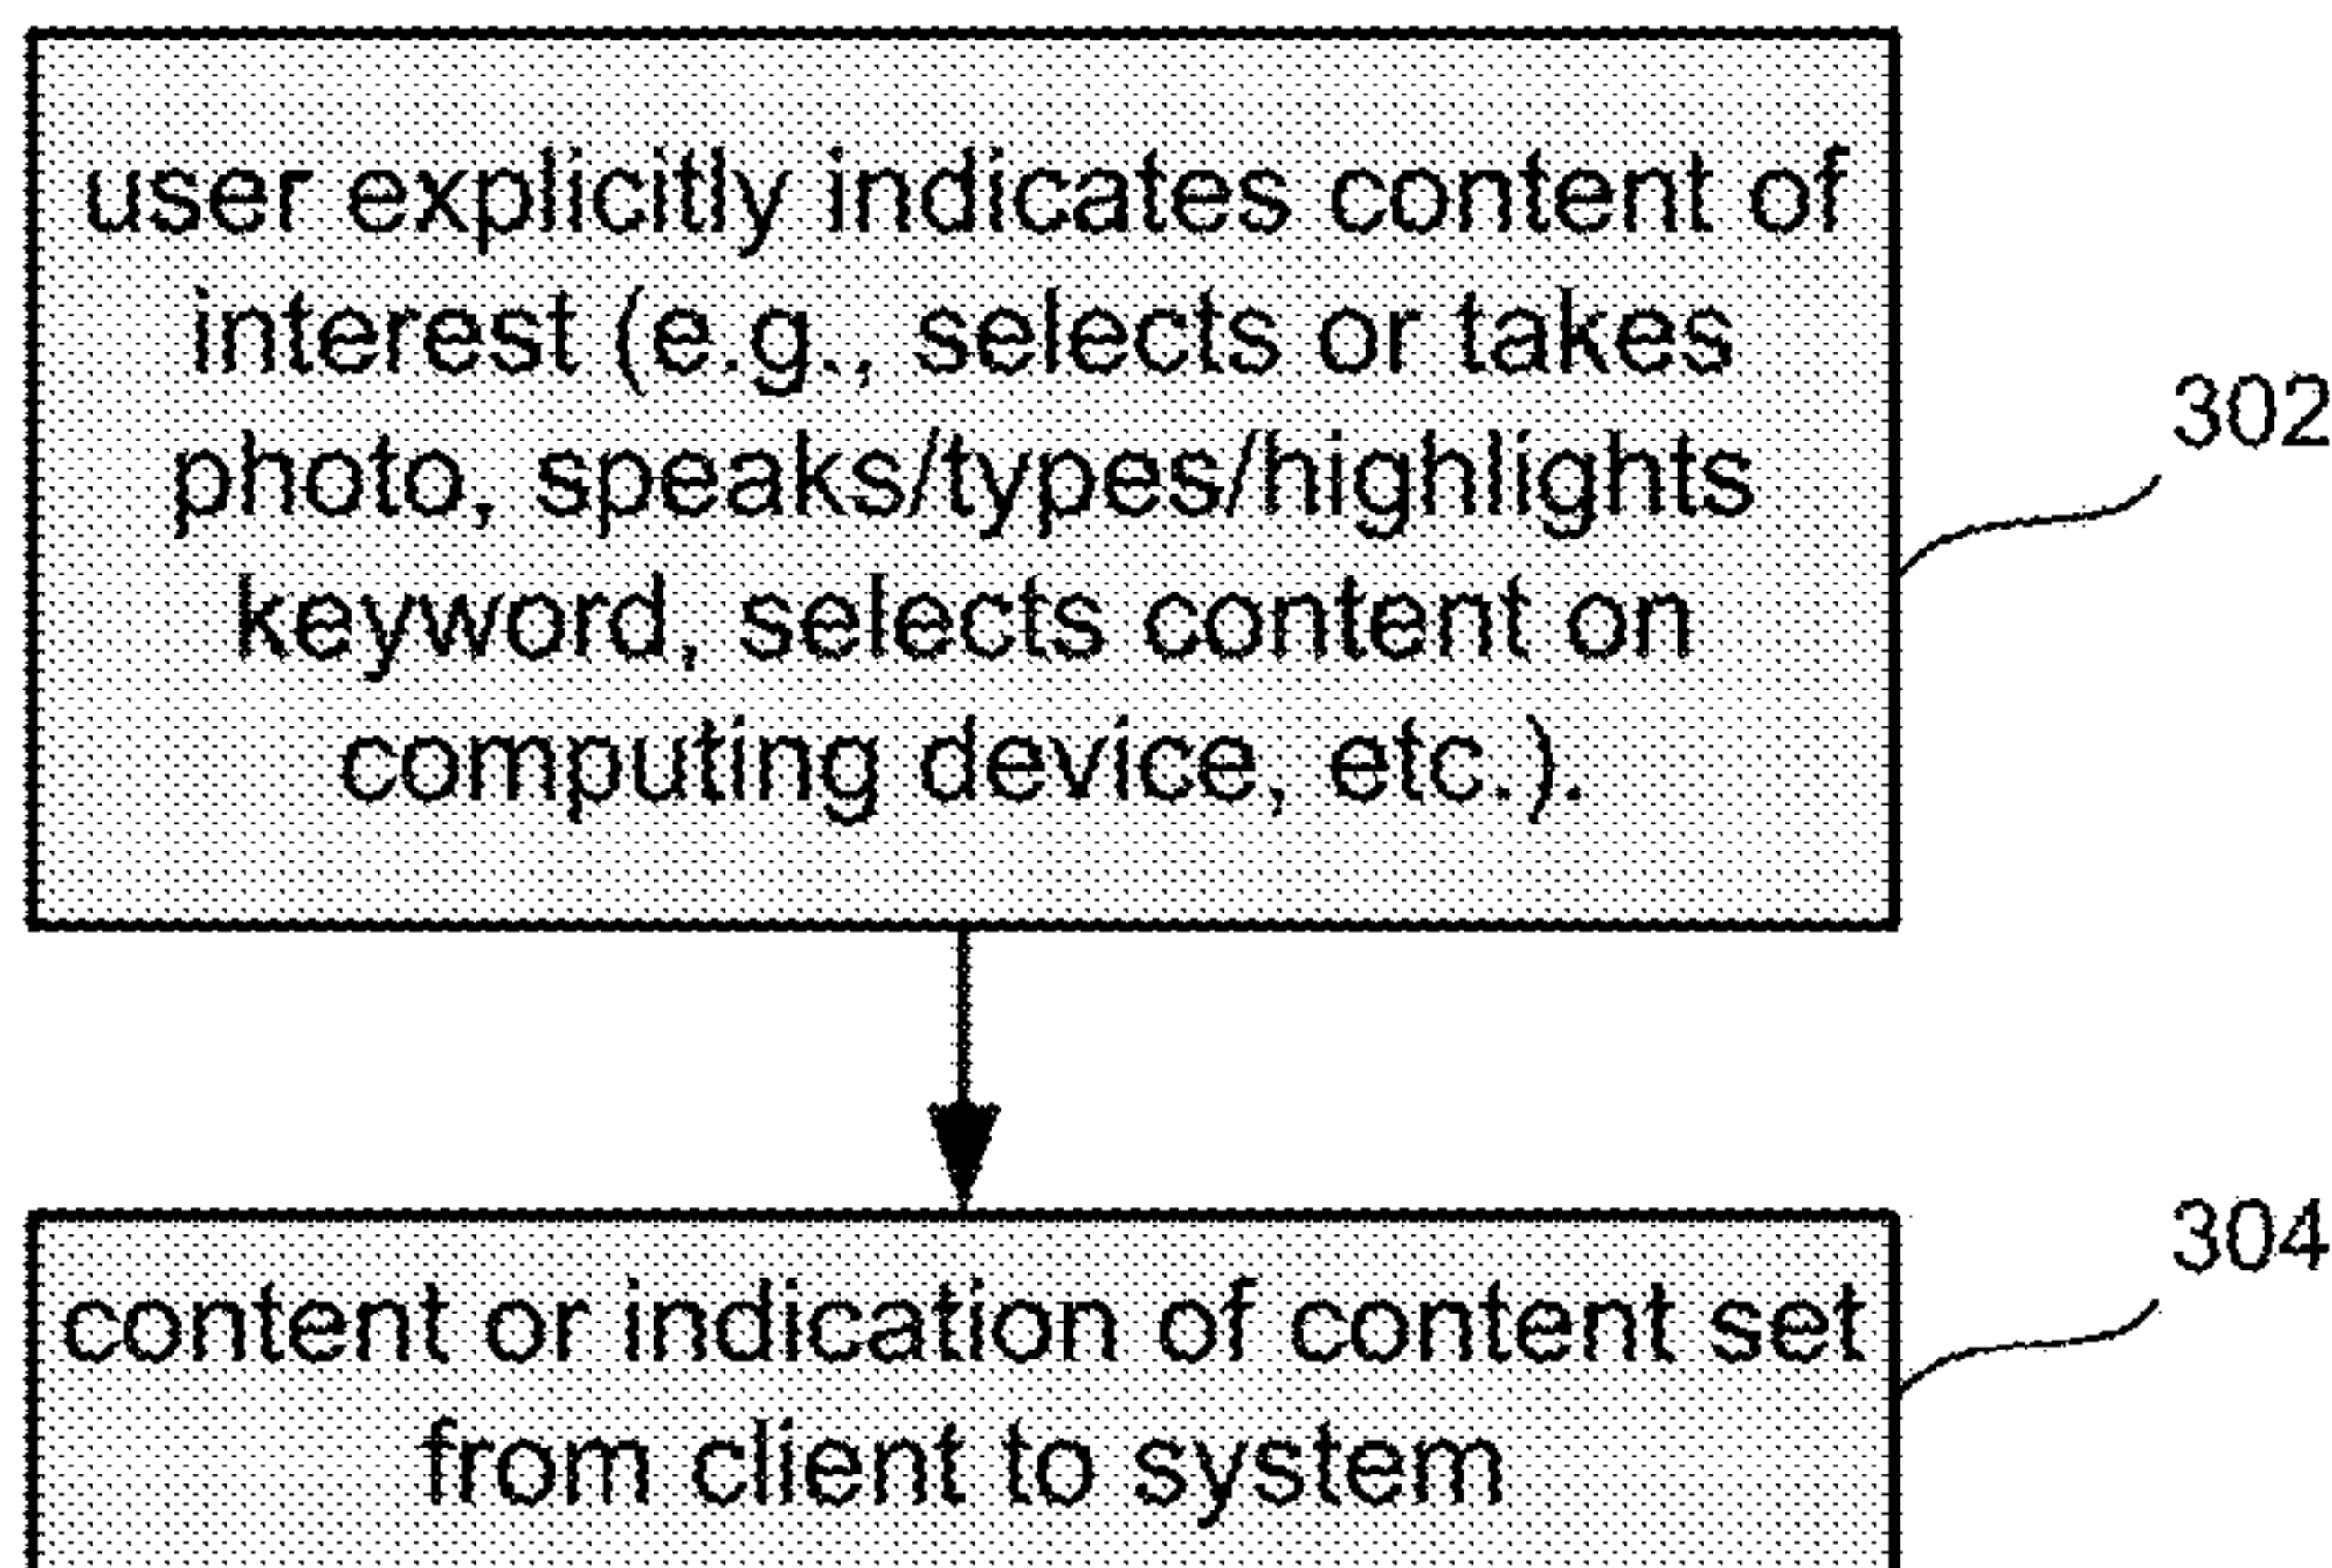 user explicitly indicates content of
interest (e.g., selects or takes
photo, speaks/types/highlights
keyword, selects content on
computing device, etc.).
302
304
content or indication of content set
from client to system